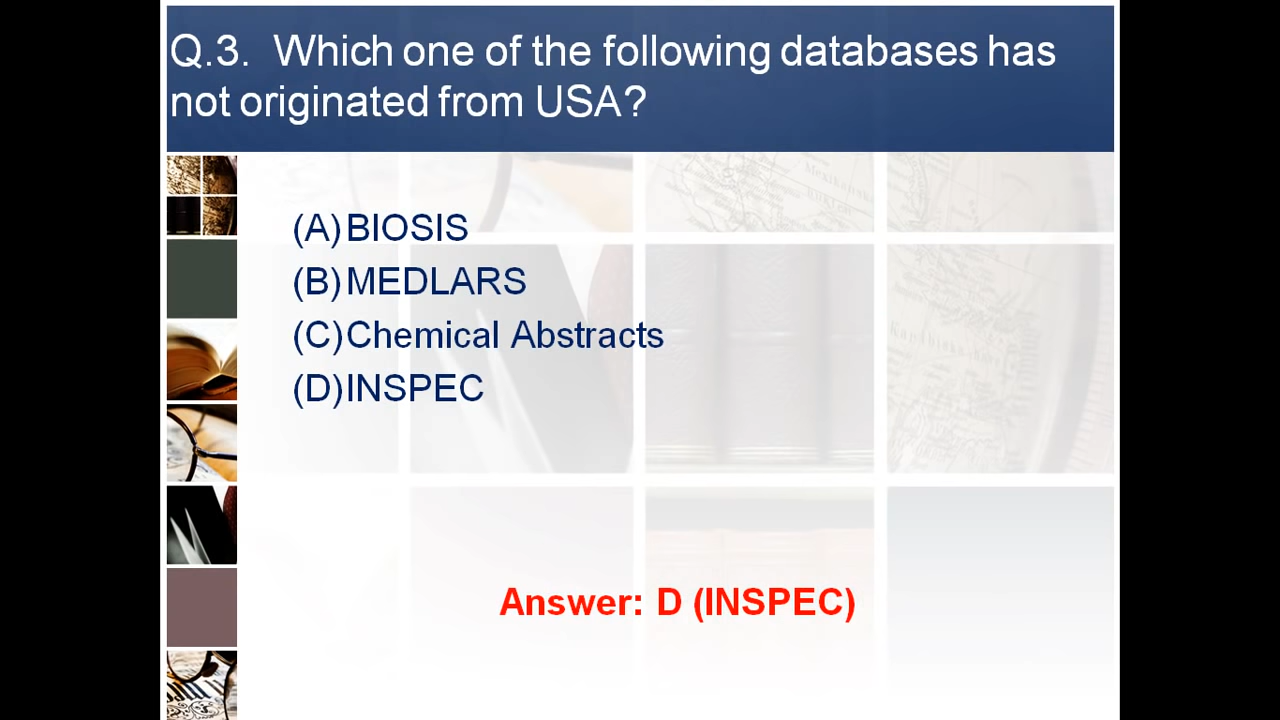 Q.3. Which one of the following databases has
not originated from USA?
(A) BIOSIS
(B) MEDLARS
(C) Chemical Abstracts
(D) INSPEC
Answer: D (INSPEC)